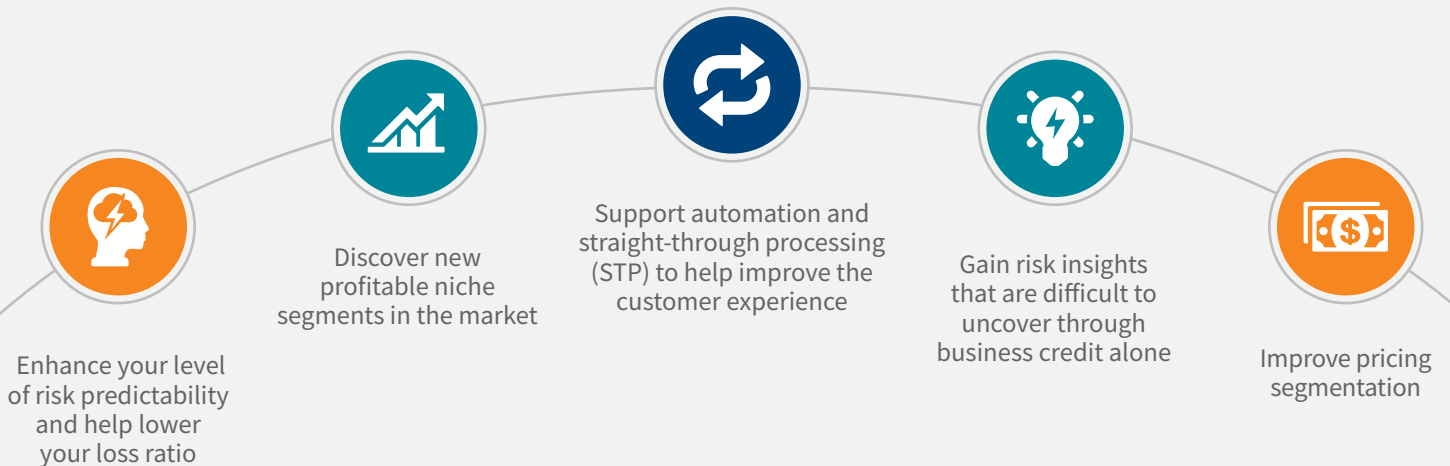 Enhance your level
of risk predictability
and help lower
your loss ratio
Discover new
profitable niche
segments in the market
Support automation and
straight-through processing
(STP) to help improve the
customer experience
Gain risk insights
that are difficult to
uncover through
business credit alone
Improve pricing
segmentation